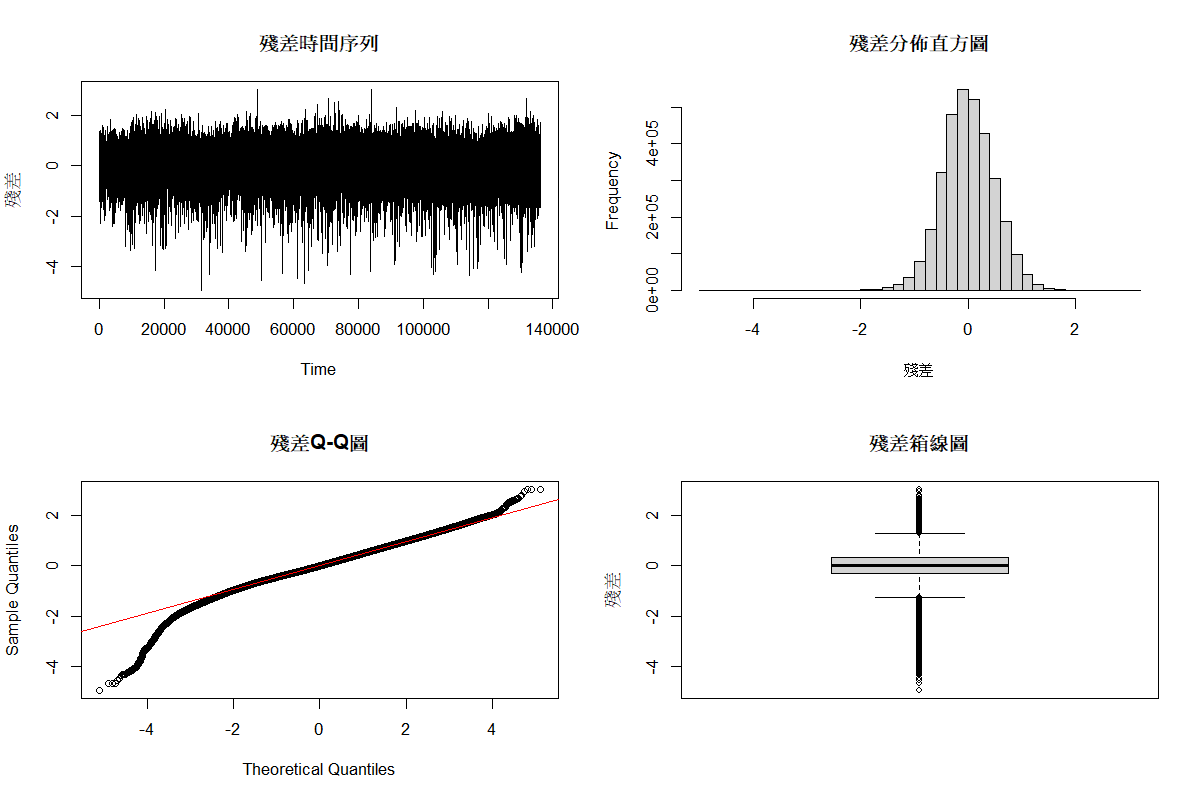 殘差時間序列
殘差
2
0
-2
-4
0 20000 40000 60000 80000 100000 140000
Time
殘差分佈直方圖
Frequency
4e+05
2e+05
0e+00
-4 -2 0 2
殘差
殘差Q-Q圖
Sample Quantiles
2
0
-2
-4
-4 -2 0 2 4
Theoretical Quantiles
殘差箱線圖
殘差
2
0
-2
-4